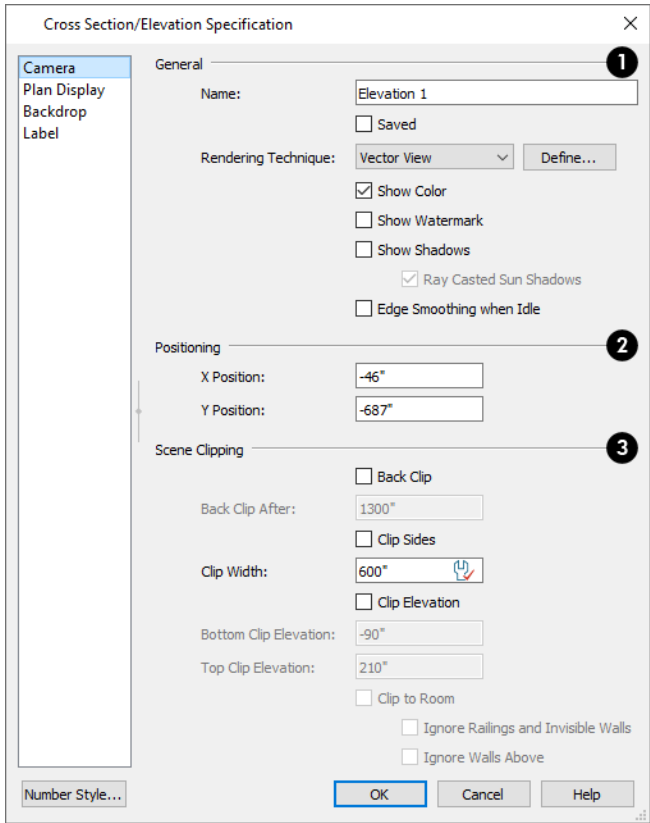 Cross Section/Elevation Specification
Camera
Plan Display
Backdrop
Label
General
1
Name: Elevation 1
Saved
Rendering Technique: Vector View Define...
Show Color
Show Watermark
Show Shadows
Ray Casted Sun Shadows
Edge Smoothing when Idle
Positioning
2
X Position: -46"
Y Position: -687"
Scene Clipping
3
Back Clip
Back Clip After: 1300"
Clip Sides
Clip Width: 600"
Clip Elevation
Bottom Clip Elevation: -90"
Top Clip Elevation: 210"
Clip to Room
Ignore Railings and Invisible Walls
Ignore Walls Above
Number Style... OK Cancel Help